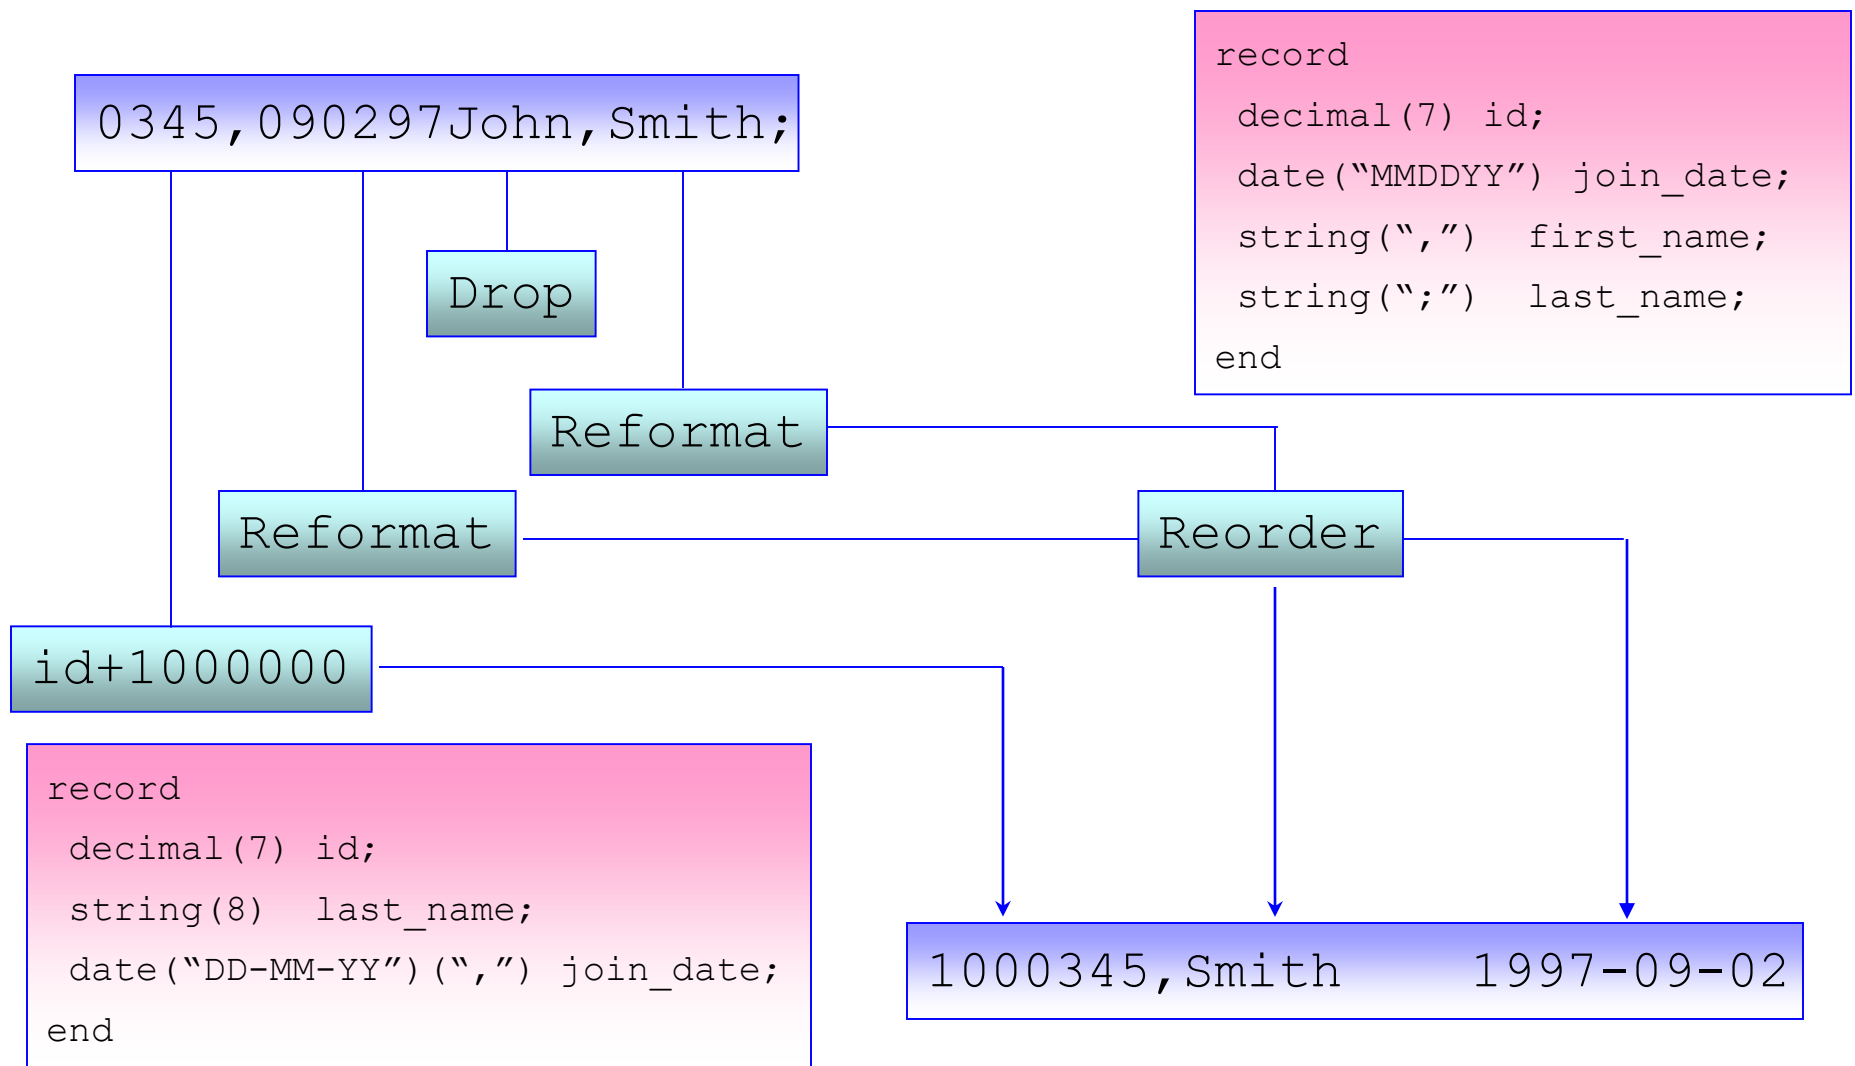 0345,090297John,Smith;
record
decimal(7) id;
date(“MMDDYY”) join_date;
string(“,”)  first_name;
string(“;”)  last_name;
end
Drop
Reformat
Reformat
Reorder
id+1000000
record
decimal(7) id;
string(8)  last_name;
date(“DD-MM-YY”)(“,”) join_date;
end
1000345,Smith    1997-09-02